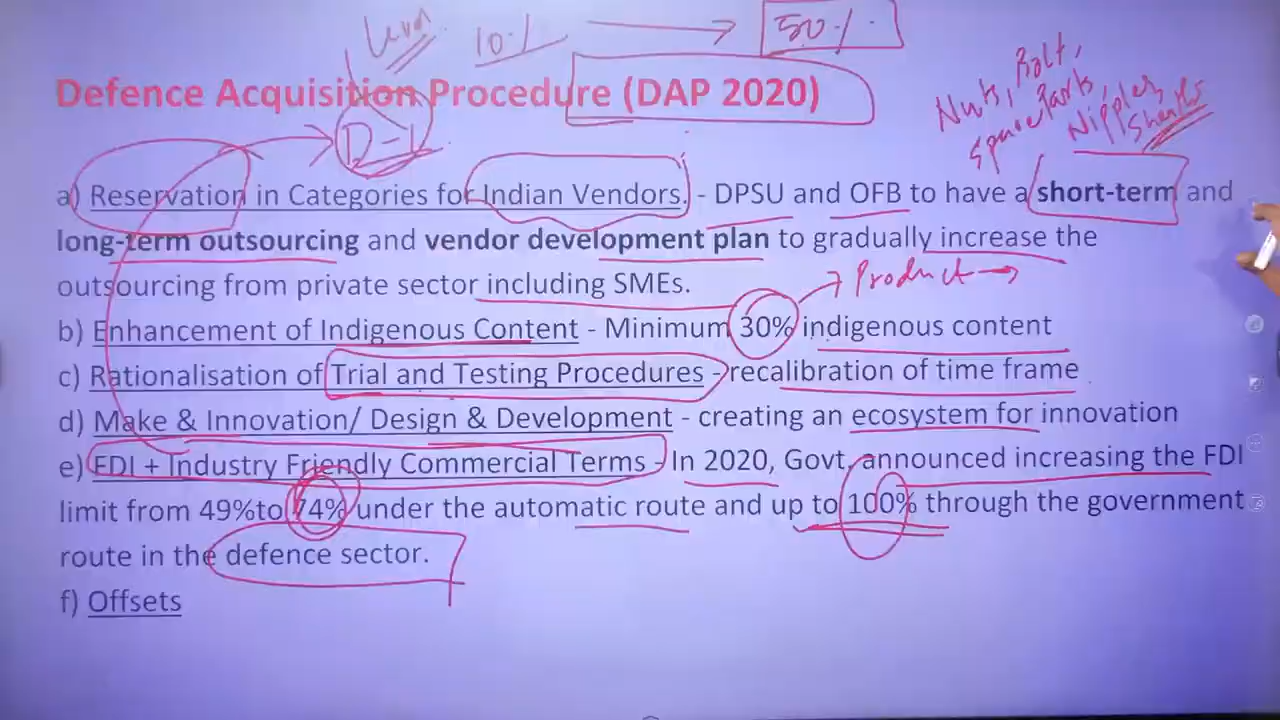 Level 10% → 50%
Defence Acquisition Procedure (DAP 2020)
D-1
Nuts, Bolt,
Spare Parts,
Nipples,
a) Reservation in Categories for Indian Vendors. - DPSU and OFB to have a short-term and
long-term outsourcing and vendor development plan to gradually increase the
outsourcing from private sector including SMEs.
→ Product →
b) Enhancement of Indigenous Content - Minimum 30% indigenous content
c) Rationalisation of Trial and Testing Procedures - recalibration of time frame
d) Make & Innovation/ Design & Development - creating an ecosystem for innovation
e) FDI + Industry Friendly Commercial Terms - In 2020, Govt. announced increasing the FDI
limit from 49%to 74% under the automatic route and up to 100% through the government
route in the defence sector.
f) Offsets